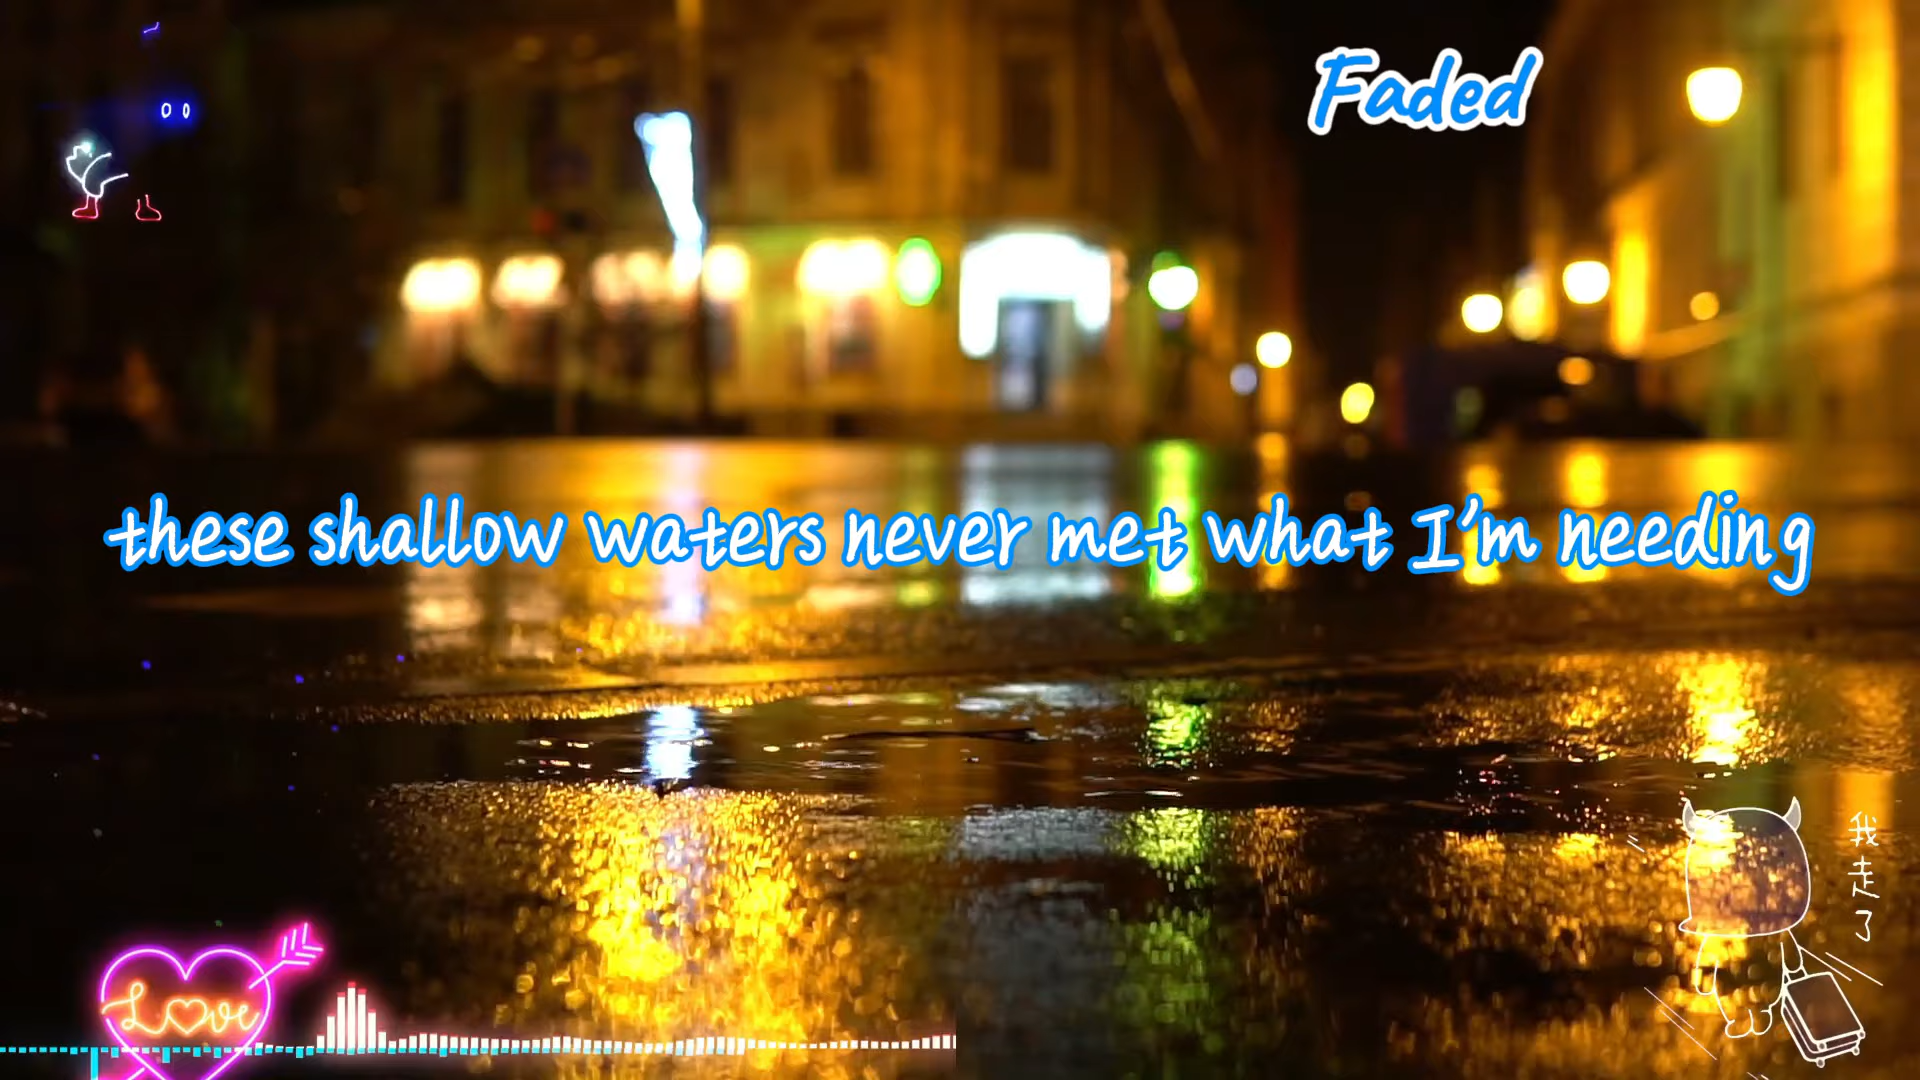 Faded
these shallow waters never met what I'm needing
Love
我走了